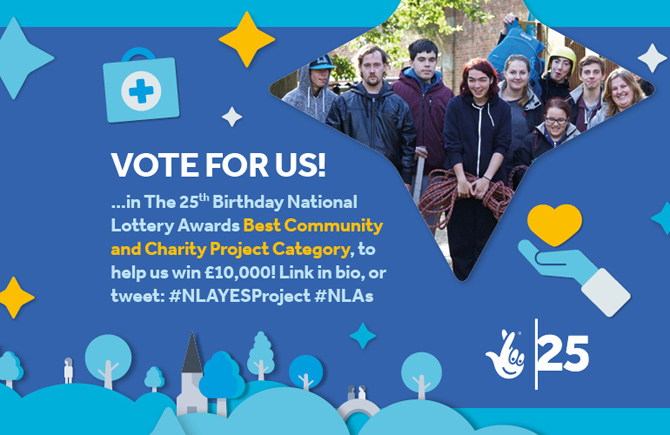 VOTE FOR US!
...in The 25th Birthday National
Lottery Awards Best Community
and Charity Project Category, to
help us win £10,000! Link in bio, or
tweet: #NLAYESProject #NLAs
25